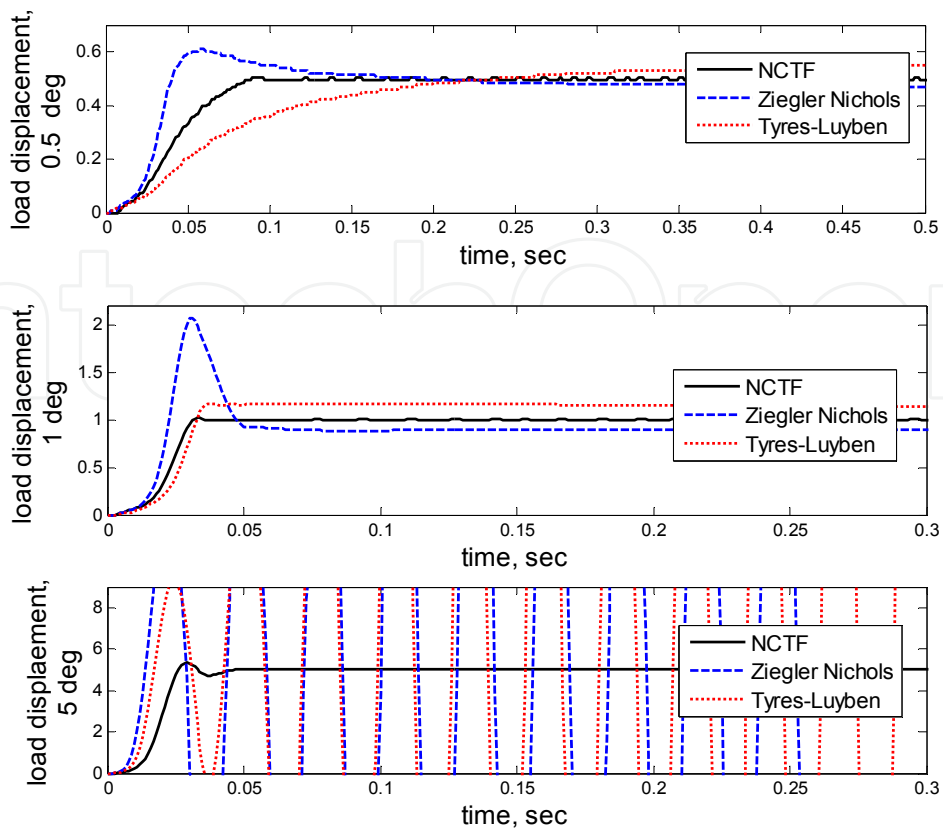 load displacement,
0.5 deg
0.6
0.4
0.2
0
0
0.05
0.1
0.15
0.2
0.25
0.3
0.35
0.4
0.45
0.5
NCTF
Ziegler Nichols
Tyres-Luyben
time, sec
load displacement,
1 deg
2
1.5
1
0.5
0
0
0.05
0.1
0.15
0.2
0.25
0.3
NCTF
Ziegler Nichols
Tyres-Luyben
time, sec
load displaement,
5 deg
8
6
4
2
0
0
0.05
0.1
0.15
0.2
0.25
0.3
NCTF
Ziegler Nichols
Tyres-Luyben
time, sec